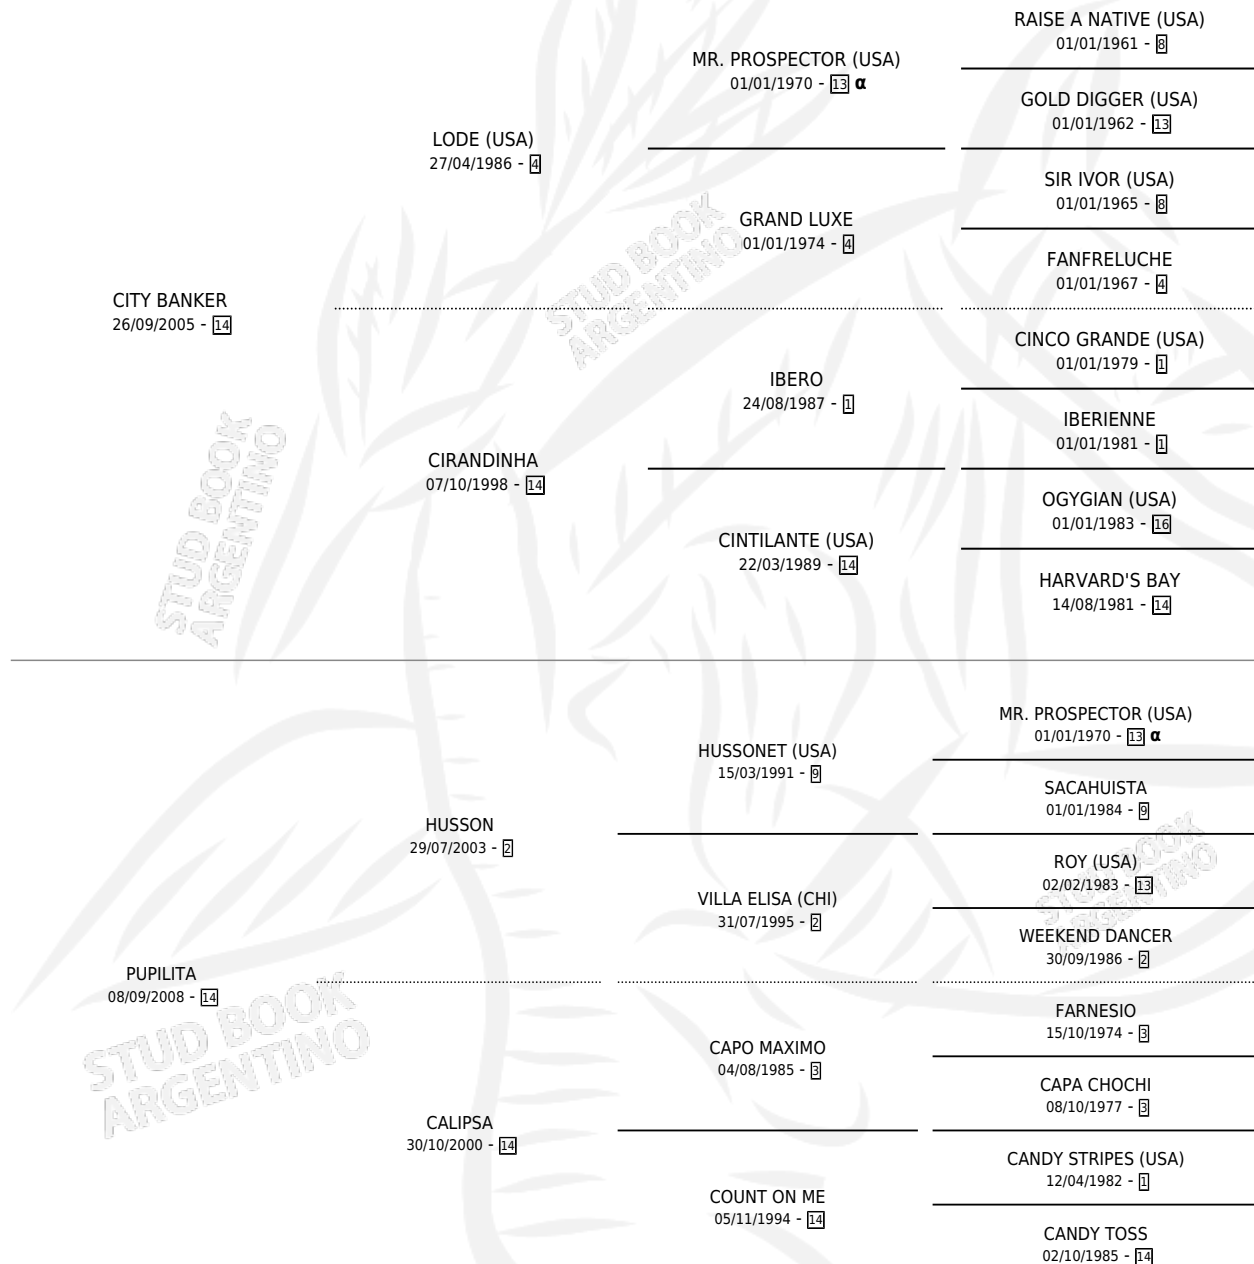 RAISE A NATIVE (USA)
01/01/1961 - 8
MR. PROSPECTOR (USA)
01/01/1970 - 13 α
GOLD DIGGER (USA)
01/01/1962 - 13
LODE (USA)
27/04/1986 - 4
SIR IVOR (USA)
01/01/1965 - 8
GRAND LUXE
01/01/1974 - 4
FANFRELUCHE
01/01/1967 - 4
CITY BANKER
26/09/2005 - 14
CINCO GRANDE (USA)
01/01/1979 - 1
IBERO
24/08/1987 - 1
IBERIENNE
01/01/1981 - 1
CIRANDINHA
07/10/1998 - 14
OGYGIAN (USA)
01/01/1983 - 16
CINTILANTE (USA)
22/03/1989 - 14
HARVARD'S BAY
14/08/1981 - 14
MR. PROSPECTOR (USA)
01/01/1970 - 13 α
HUSSONET (USA)
15/03/1991 - 9
SACAHUISTA
01/01/1984 - 9
HUSSON
29/07/2003 - 2
ROY (USA)
02/02/1983 - 13
VILLA ELISA (CHI)
31/07/1995 - 2
WEEKEND DANCER
30/09/1986 - 2
PUPILITA
08/09/2008 - 14
FARNESIO
15/10/1974 - 3
CAPO MAXIMO
04/08/1985 - 3
CAPA CHOCHI
08/10/1977 - 3
CALIPSA
30/10/2000 - 14
CANDY STRIPES (USA)
12/04/1982 - 1
COUNT ON ME
05/11/1994 - 14
CANDY TOSS
02/10/1985 - 14
STUD BOOK
ARGENTINO
STUD BOOK
ARGENTINO
STUD BOOK
ARGENTINO
STUD BOOK
ARGENTINO